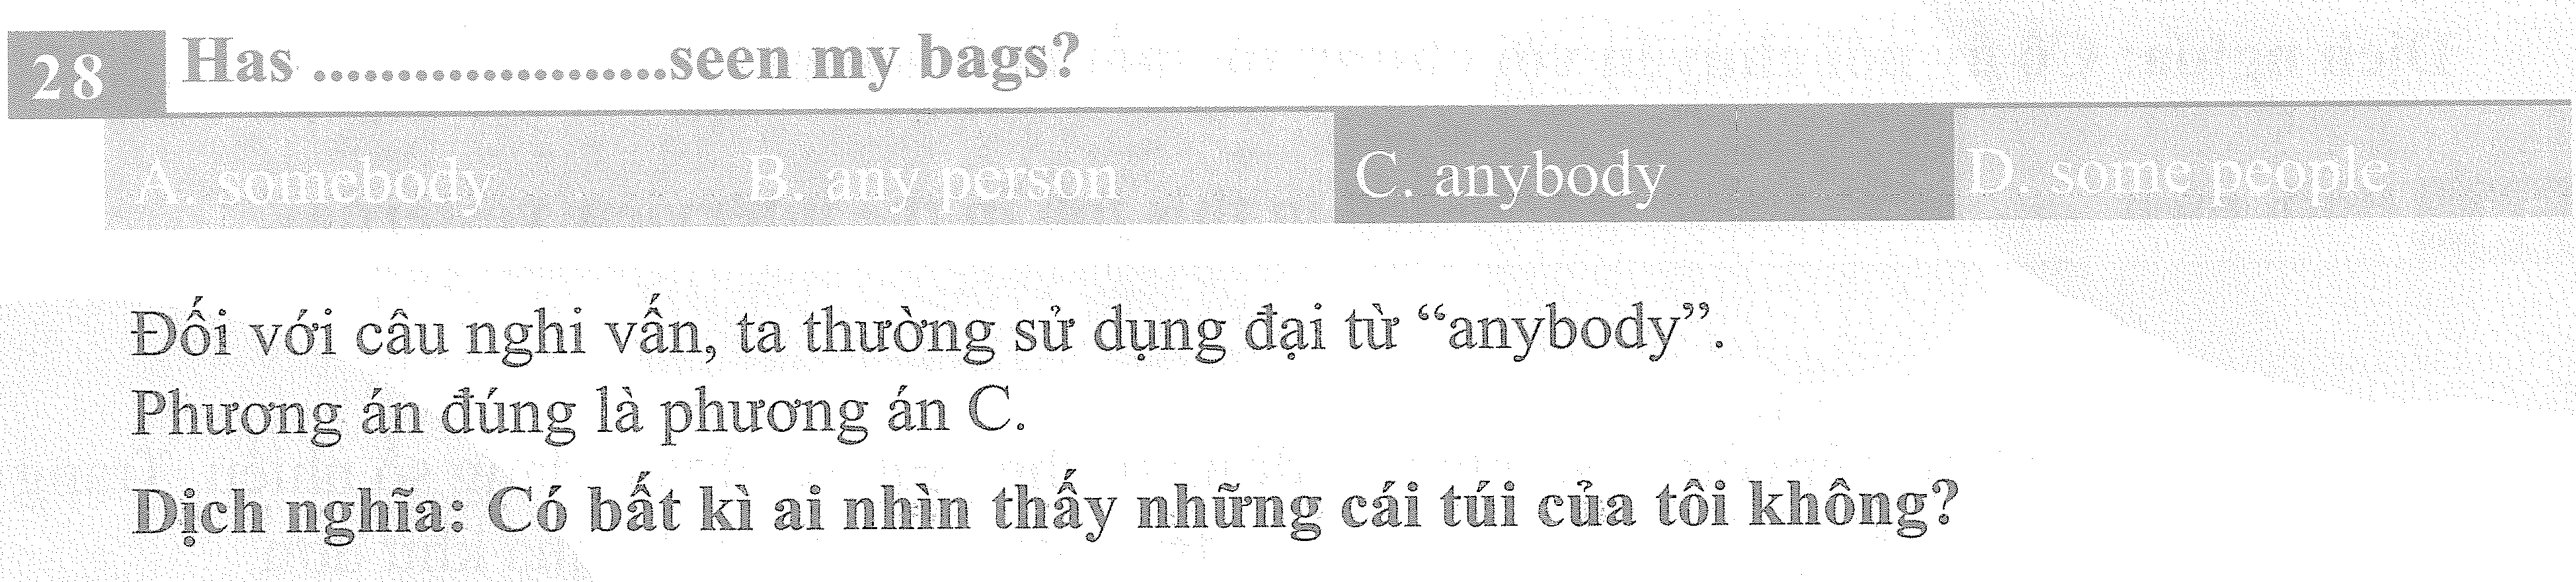 28 Has .....................seen my bags?
A. somebody B. any person C. anybody D. some people
Đối với câu nghi vấn, ta thường sử dụng đại từ “anybody”.
Phương án đúng là phương án C.
Dịch nghĩa: Có bất kì ai nhìn thấy những cái túi của tôi không?